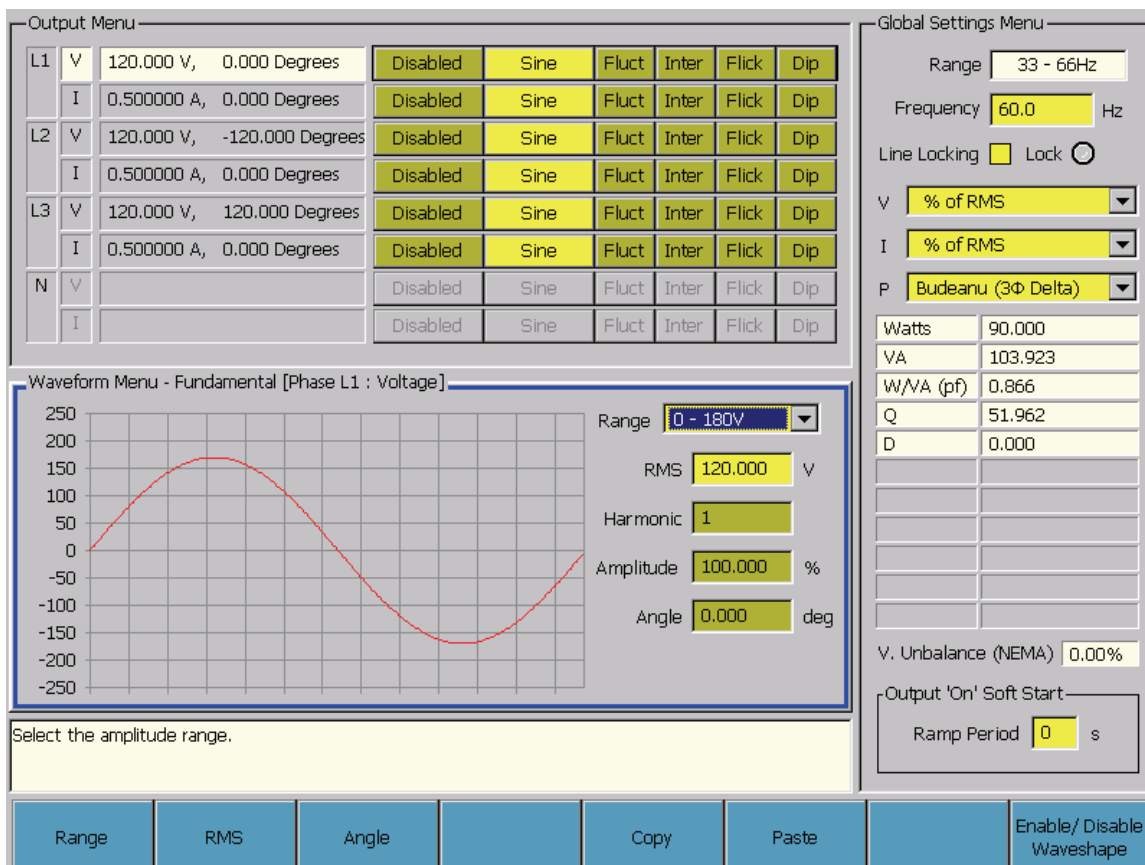 Output Menu
L1 V 120.000 V, 0.000 Degrees Disabled Sine Fluct Inter Flick Dip
I 0.500000 A, 0.000 Degrees Disabled Sine Fluct Inter Flick Dip
L2 V 120.000 V, -120.000 Degrees Disabled Sine Fluct Inter Flick Dip
I 0.500000 A, 0.000 Degrees Disabled Sine Fluct Inter Flick Dip
L3 V 120.000 V, 120.000 Degrees Disabled Sine Fluct Inter Flick Dip
I 0.500000 A, 0.000 Degrees Disabled Sine Fluct Inter Flick Dip
N V Disabled Sine Fluct Inter Flick Dip
I Disabled Sine Fluct Inter Flick Dip
Waveform Menu - Fundamental [Phase L1 : Voltage]
250
200
150
100
50
0
-50
-100
-150
-200
-250
Range 0 - 180V
RMS 120.000 V
Harmonic 1
Amplitude 100.000 %
Angle 0.000 deg
Select the amplitude range.
Global Settings Menu
Range 33 - 66Hz
Frequency 60.0 Hz
Line Locking Lock
V % of RMS
I % of RMS
P Budeanu (3Φ Delta)
Watts 90.000
VA 103.923
W/VA (pf) 0.866
Q 51.962
D 0.000
V. Unbalance (NEMA) 0.00%
Output 'On' Soft Start
Ramp Period 0 s
Range RMS Angle Copy Paste Enable/ Disable
Waveshape